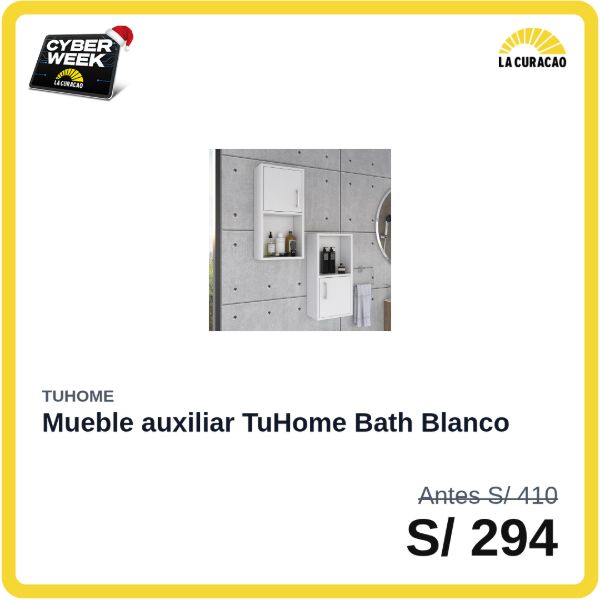 CYBER
WEEK
LA CURACAO
LA CURACAO
TUHOME
Mueble auxiliar TuHome Bath Blanco
Antes S/ 410
S/ 294